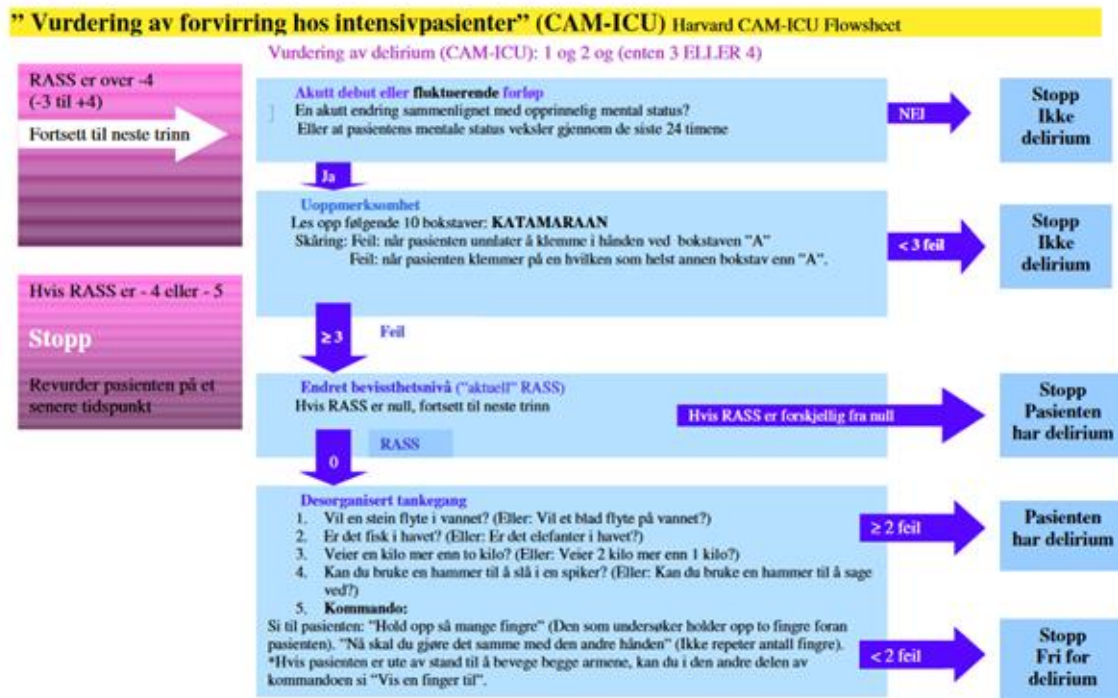 ” Vurdering av forvirring hos intensivpasienter” (CAM-ICU) Harvard CAM-ICU Flowsheet
Vurdering av delirium (CAM-ICU): 1 og 2 og (enten 3 ELLER 4)
RASS er over -4
(-3 til +4)
Fortsett til neste trinn
Akutt debut eller fluktuerende forløp
] En akutt endring sammenlignet med opprinnelig mental status?
Eller at pasientens mentale status veksler gjennom de siste 24 timene
NEI
Stopp
Ikke
delirium
Ja
Uoppmerksomhet
Les opp følgende 10 bokstaver: KATAMARAAN
Skåring: Feil: når pasienten unnlater å klemme i hånden ved bokstaven ”A”
Feil: når pasienten klemmer på en hvilken som helst annen bokstav enn ”A”.
< 3 feil
Stopp
Ikke
delirium
Hvis RASS er - 4 eller - 5
Stopp
Revurder pasienten på et
senere tidspunkt
≥ 3
Feil
Endret bevissthetsnivå (”aktuell” RASS)
Hvis RASS er null, fortsett til neste trinn
Hvis RASS er forskjellig fra null
Stopp
Pasienten
har delirium
RASS
0
Desorganisert tankegang
1. Vil en stein flyte i vannet? (Eller: Vil et blad flyte på vannet?)
2. Er det fisk i havet? (Eller: Er det elefanter i havet?)
3. Veier en kilo mer enn to kilo? (Eller: Veier 2 kilo mer enn 1 kilo?)
4. Kan du bruke en hammer til å slå i en spiker? (Eller: Kan du bruke en hammer til å sage
ved?)
5. Kommando:
Si til pasienten: ”Hold opp så mange fingre” (Den som undersøker holder opp to fingre foran
pasienten). ”Nå skal du gjøre det samme med den andre hånden” (Ikke repeter antall fingre).
*Hvis pasienten er ute av stand til å bevege begge armene, kan du i den andre delen av
kommandoen si ”Vis en finger til”.
≥ 2 feil
Pasienten
har delirium
< 2 feil
Stopp
Fri for
delirium